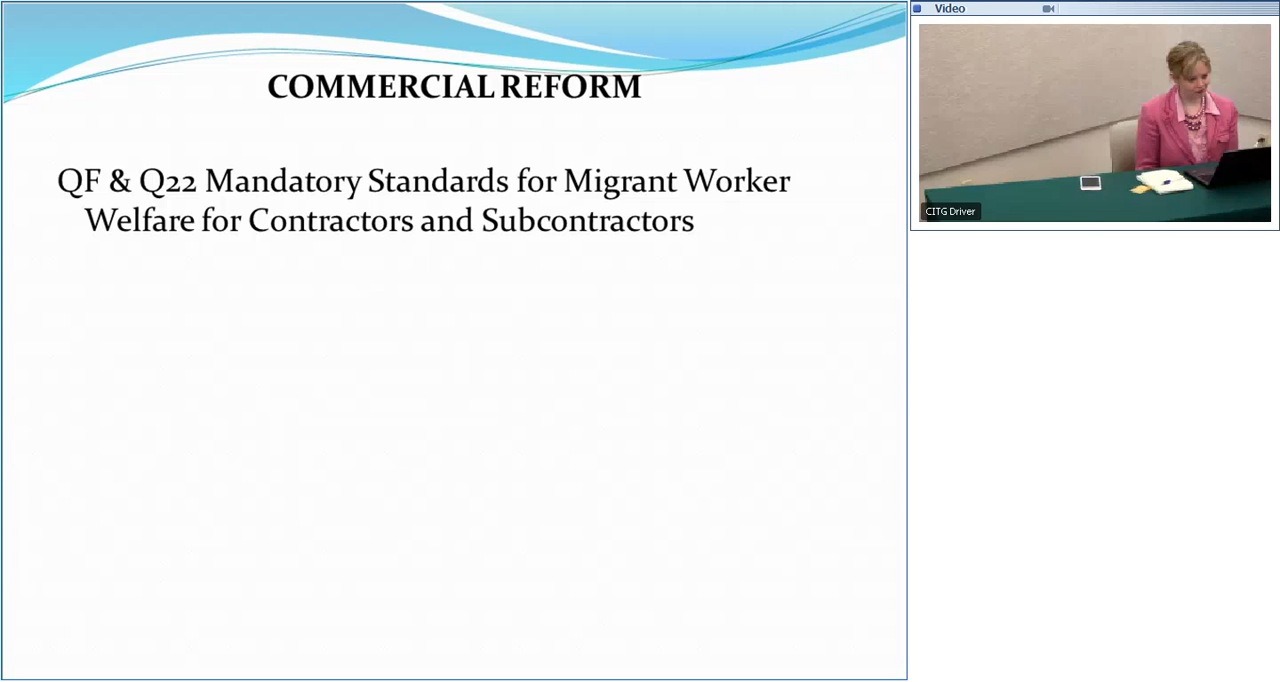 COMMERCIAL REFORM
QF & Q22 Mandatory Standards for Migrant Worker
Welfare for Contractors and Subcontractors
Video
CITG Driver